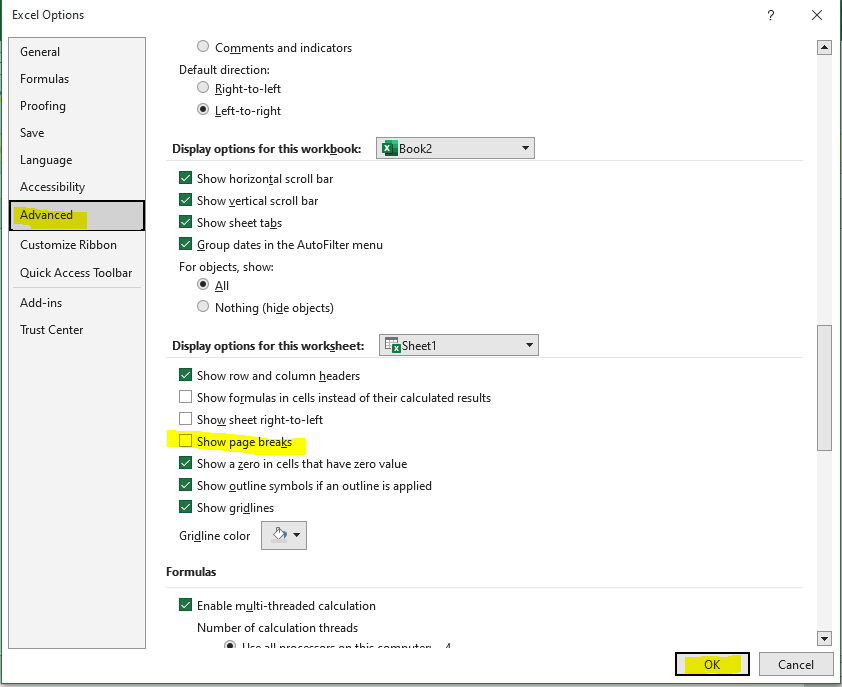 Excel Options
?
General
Formulas
Proofing
Save
Language
Accessibility
Advanced
Customize Ribbon
Quick Access Toolbar
Add-ins
Trust Center
Comments and indicators
Default direction:
Right-to-left
Left-to-right
Display options for this workbook: Book2
Show horizontal scroll bar
Show vertical scroll bar
Show sheet tabs
Group dates in the AutoFilter menu
For objects, show:
All
Nothing (hide objects)
Display options for this worksheet: Sheet1
Show row and column headers
Show formulas in cells instead of their calculated results
Show sheet right-to-left
Show page breaks
Show a zero in cells that have zero value
Show outline symbols if an outline is applied
Show gridlines
Gridline color
Formulas
Enable multi-threaded calculation
Number of calculation threads
Use all processors on this computer: 4
OK Cancel